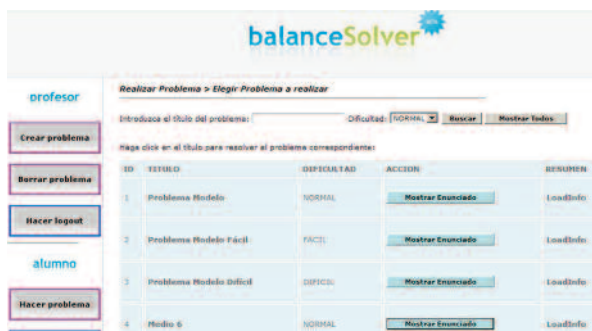 balanceSolver
profesor
Crear problema
Borrar problema
Hacer logout
alumno
Hacer problema
Realizar Problema > Elegir Problema a realizar
Introduzca el título del problema: Dificultad: NORMAL Buscar Mostrar Todos
Haga click en el título para resolver el problema correspondiente:
ID TITULO DIFICULTAD ACCION RESUMEN
1 Problema Modelo NORMAL Mostrar Enunciado LoadInfo
2 Problema Modelo Fácil FACIL Mostrar Enunciado LoadInfo
3 Problema Modelo Difícil DIFICIL Mostrar Enunciado LoadInfo
4 Medio 6 NORMAL Mostrar Enunciado LoadInfo